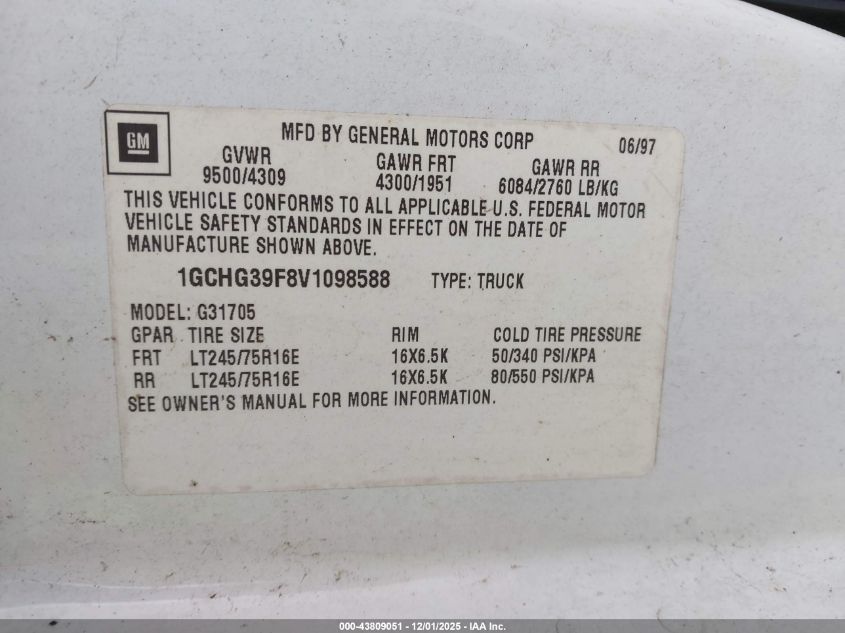 GM
MFD BY GENERAL MOTORS CORP 06/97
GVWR GAWR FRT GAWR RR
9500/4309 4300/1951 6084/2760 LB/KG
THIS VEHICLE CONFORMS TO ALL APPLICABLE U.S. FEDERAL MOTOR
VEHICLE SAFETY STANDARDS IN EFFECT ON THE DATE OF
MANUFACTURE SHOWN ABOVE.
1GCHG39F8V1098588 TYPE: TRUCK
MODEL: G31705
GPAR TIRE SIZE RIM COLD TIRE PRESSURE
FRT LT245/75R16E 16X6.5K 50/340 PSI/KPA
RR LT245/75R16E 16X6.5K 80/550 PSI/KPA
SEE OWNER'S MANUAL FOR MORE INFORMATION.
000-43809051 - 12/01/2025 - IAA Inc.